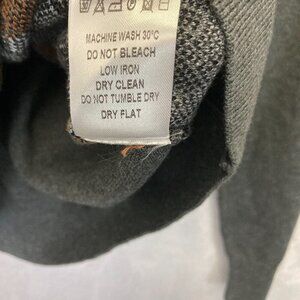 MACHINE WASH 30°C
DO NOT BLEACH
LOW IRON
DRY CLEAN
DO NOT TUMBLE DRY
DRY FLAT